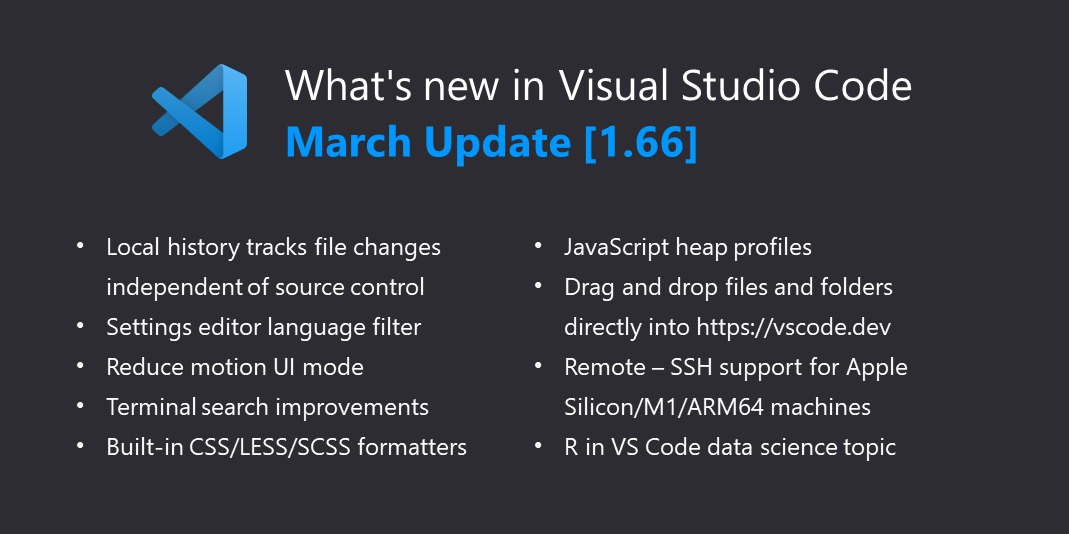 What's new in Visual Studio Code
March Update [1.66]
• Local history tracks file changes
independent of source control
• Settings editor language filter
• Reduce motion UI mode
• Terminal search improvements
• Built-in CSS/LESS/SCSS formatters
• JavaScript heap profiles
• Drag and drop files and folders
directly into https://vscode.dev
• Remote – SSH support for Apple
Silicon/M1/ARM64 machines
• R in VS Code data science topic